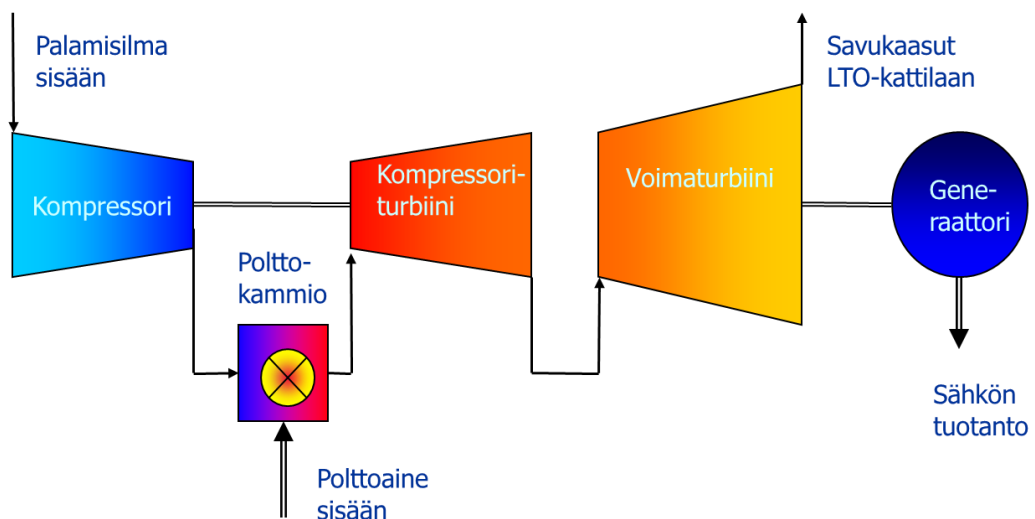 Palamisilma
sisään
Savukaasut
LTO-kattilaan
Kompressori
Kompressori-
turbiini
Voimaturbiini
Gene-
raattori
Poltto-
kammio
Sähkön
tuotanto
Polttoaine
sisään